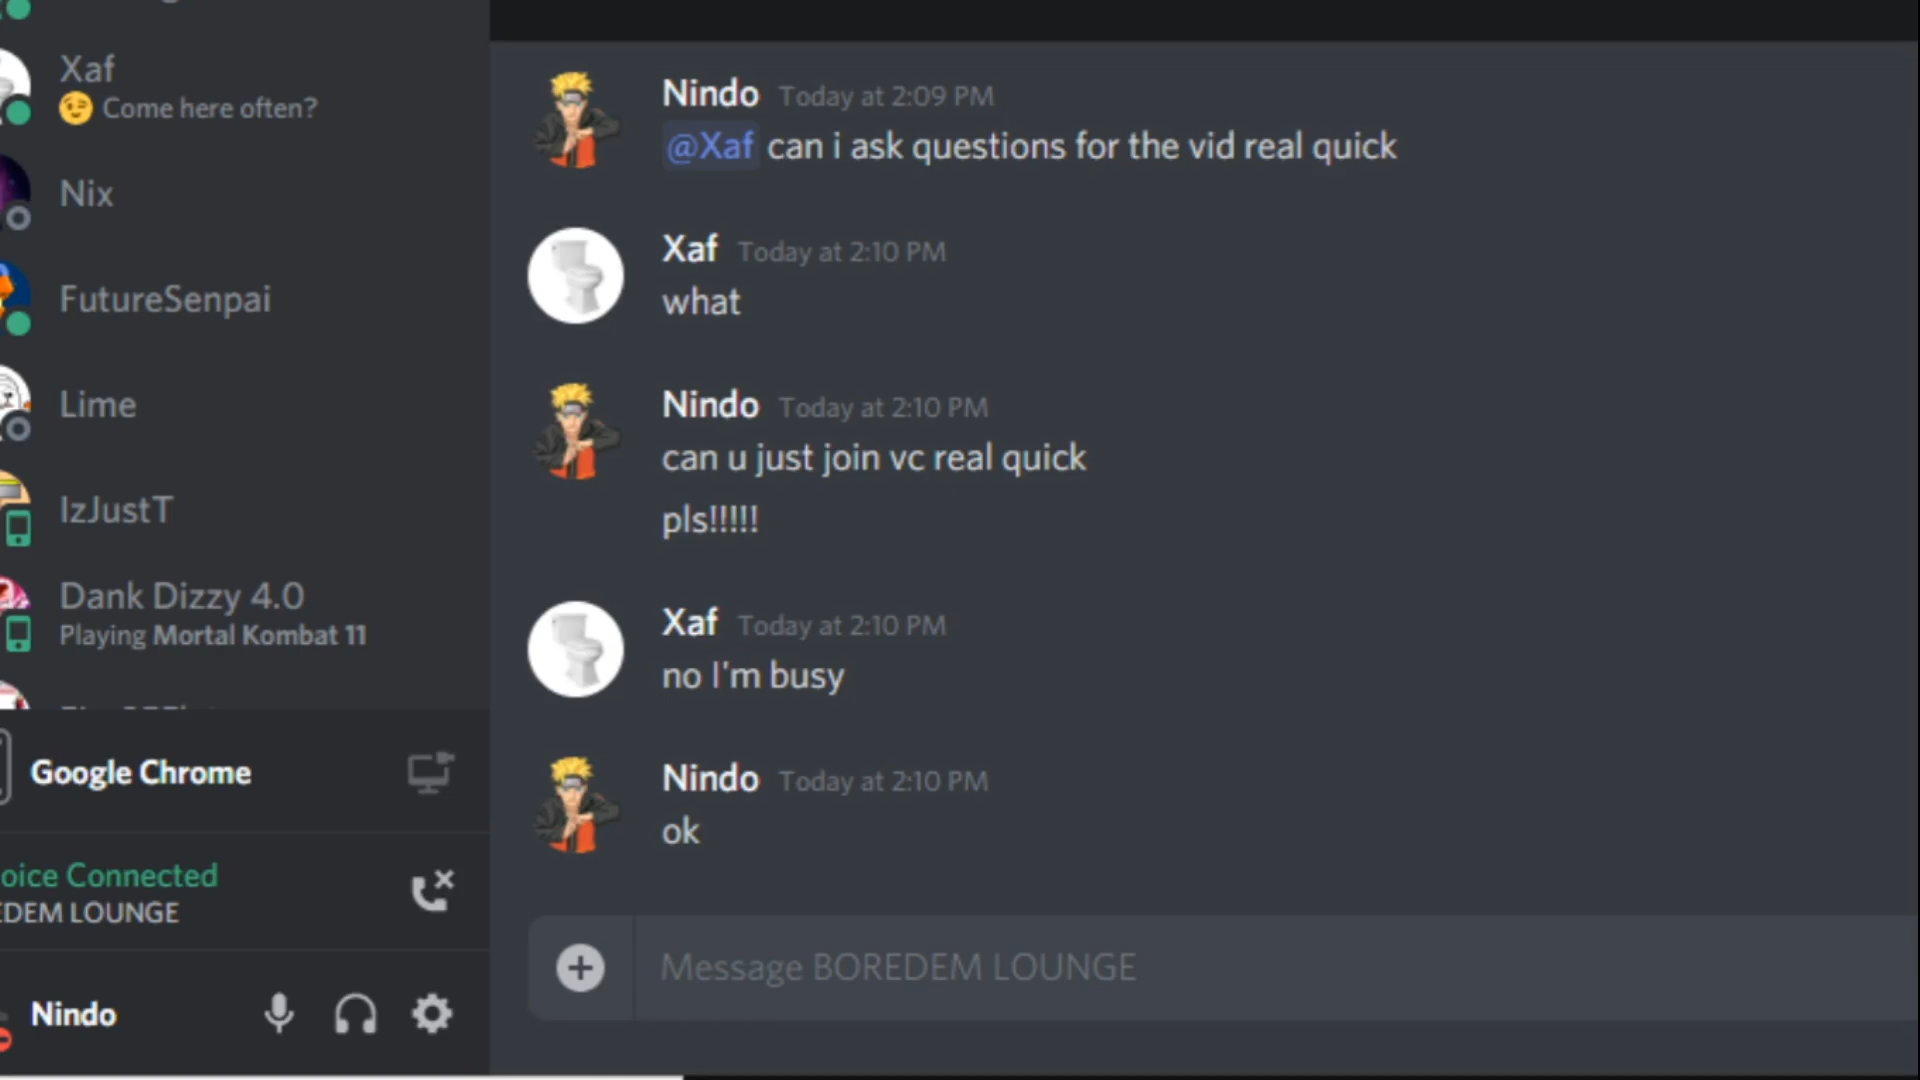 Xaf
😉 Come here often?
Nix
FutureSenpai
Lime
IzJustT
Dank Dizzy 4.0
Playing Mortal Kombat 11
Google Chrome
oice Connected
EDEM LOUNGE
Nindo
Nindo Today at 2:09 PM
@Xaf can i ask questions for the vid real quick
Xaf Today at 2:10 PM
what
Nindo Today at 2:10 PM
can u just join vc real quick
pls!!!!!
Xaf Today at 2:10 PM
no I'm busy
Nindo Today at 2:10 PM
ok
Message BOREDEM LOUNGE